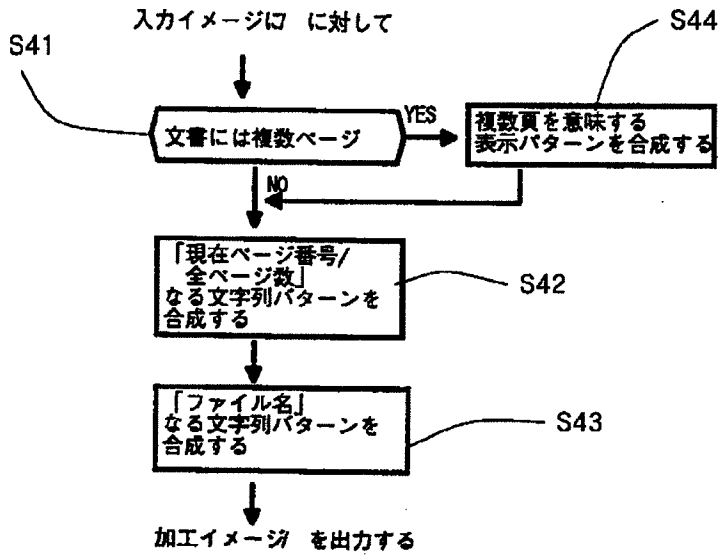 入力イメージに に対して
S41
S44
文書には複数ページ
YES
複数頁を意味する
表示パターンを合成する
NO
「現在ページ番号/
全ページ数」
なる文字列パターンを
合成する
S42
「ファイル名」
なる文字列パターンを
合成する
S43
加工イメージ を出力する